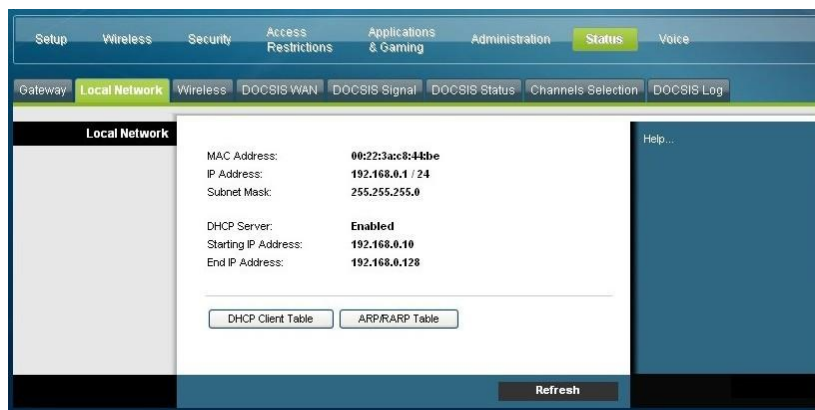 Setup Wireless Security Access Restrictions Applications & Gaming Administration Status Voice
Gateway Local Network Wireless DOCSIS WAN DOCSIS Signal DOCSIS Status Channels Selection DOCSIS Log
Local Network
Help...
MAC Address: 00:22:3a:c8:44:be
IP Address: 192.168.0.1 / 24
Subnet Mask: 255.255.255.0
DHCP Server: Enabled
Starting IP Address: 192.168.0.10
End IP Address: 192.168.0.128
DHCP Client Table ARP/RARP Table
Refresh